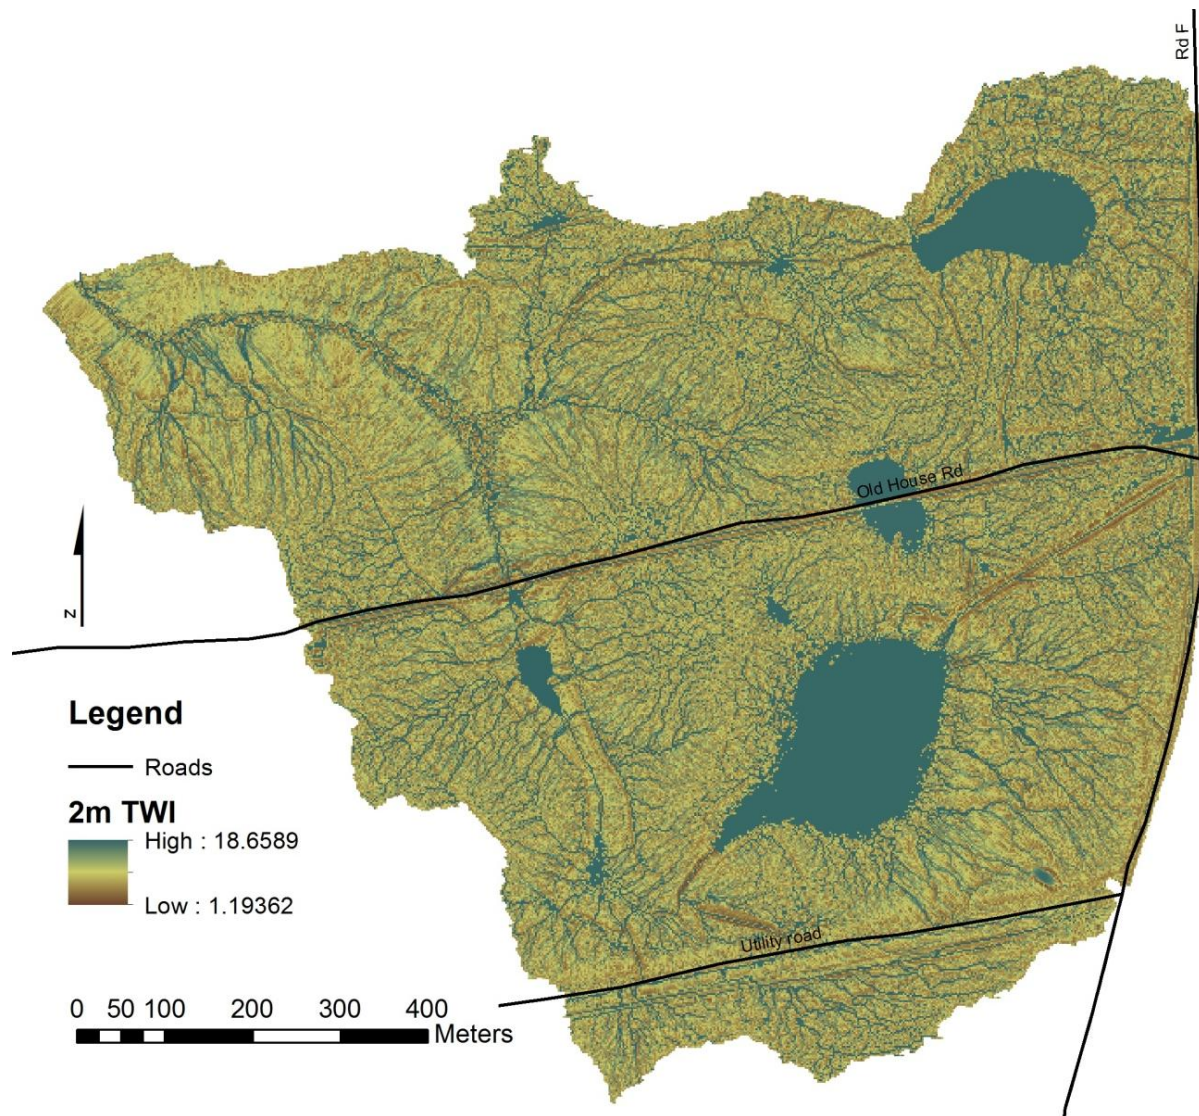 Rd F
Old House Rd
z
Legend
Roads
2m TWI
High : 18.6589
Low : 1.19362
Utility road
0 50 100 200 300 400
Meters